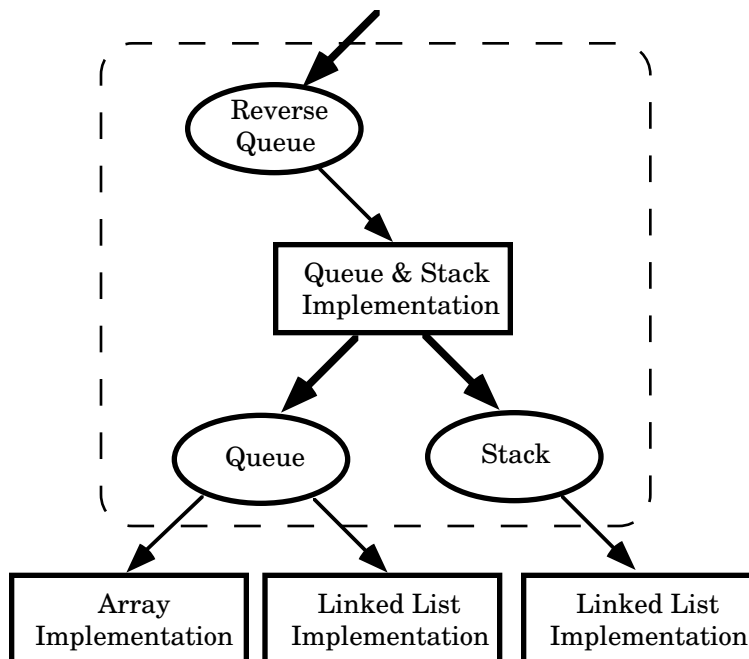 Reverse
Queue
Queue & Stack
Implementation
Queue
Stack
Array
Implementation
Linked List
Implementation
Linked List
Implementation